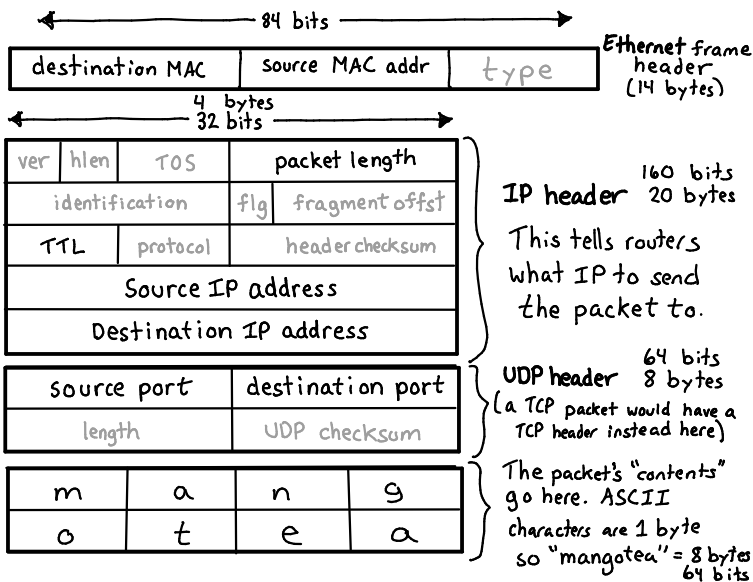 84 bits
destination MAC source MAC addr type
Ethernet frame
header
(14 bytes)
4 bytes
32 bits
ver hlen TOS packet length
identification flg fragment offst
TTL protocol header checksum
Source IP address
Destination IP address
IP header
160 bits
20 bytes
This tells routers
what IP to send
the packet to.
source port destination port
length UDP checksum
UDP header
64 bits
8 bytes
(a TCP packet would have a
TCP header instead here)
m a n g
o t e a
The packet's "contents"
go here. ASCII
characters are 1 byte
so "mangotea" = 8 bytes
64 bits